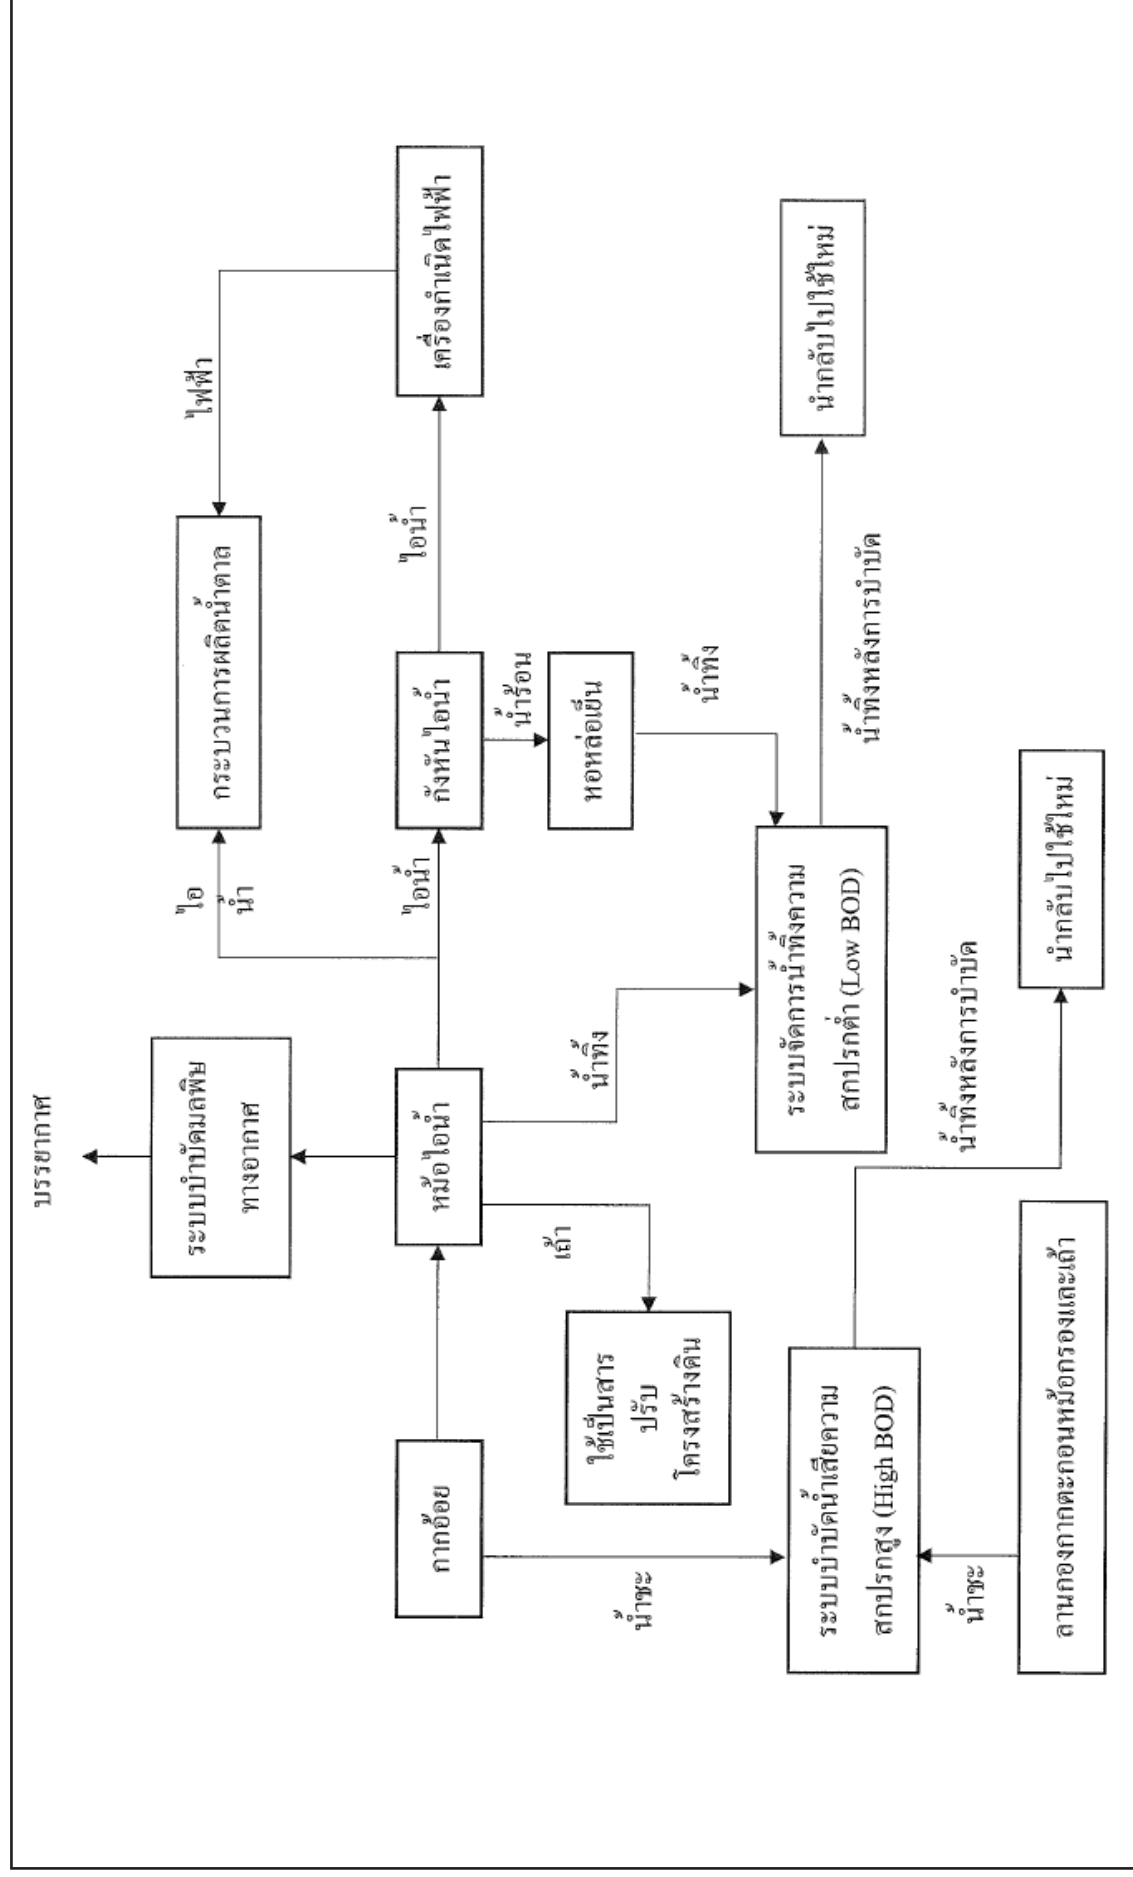 บรรยากาศ
ระบบบำบัดมลพิษ
ทางอากาศ
กระบวนการผลิตน้ำตาล
ไฟฟ้า
ไอ
น้ำ
กากอ้อย
หม้อไอน้ำ
ไอน้ำ
กังหันไอน้ำ
ไอน้ำ
เครื่องกำเนิดไฟฟ้า
เถ้า
น้ำทิ้ง
น้ำร้อน
หอหล่อเย็น
น้ำทิ้ง
ใช้เป็นสาร
ปรับ
โครงสร้างดิน
น้ำชะ
ระบบจัดการน้ำทิ้งความ
สกปรกต่ำ (Low BOD)
น้ำทิ้งหลังการบำบัด
นำกลับไปใช้ใหม่
ระบบบำบัดน้ำเสียความ
สกปรกสูง (High BOD)
น้ำทิ้งหลังการบำบัด
นำกลับไปใช้ใหม่
น้ำชะ
ลานกองกากตะกอนหม้อกรองและเถ้า